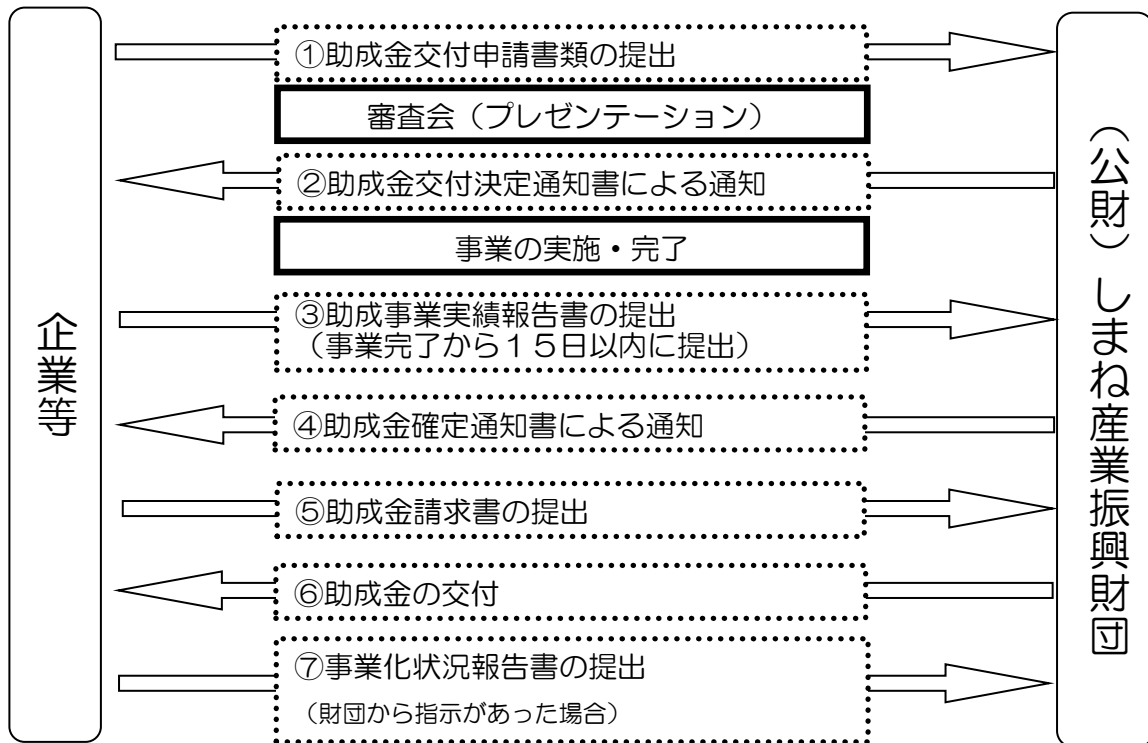 企業等
①助成金交付申請書類の提出
審査会（プレゼンテーション）
②助成金交付決定通知書による通知
事業の実施・完了
③助成事業実績報告書の提出
（事業完了から１５日以内に提出）
④助成金確定通知書による通知
⑤助成金請求書の提出
⑥助成金の交付
⑦事業化状況報告書の提出
（財団から指示があった場合）
（公財）しまね産業振興財団